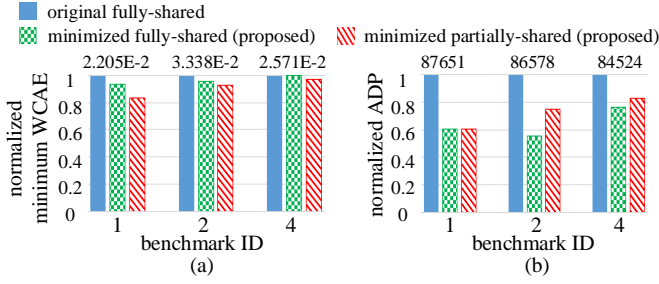 original fully-shared
minimized fully-shared (proposed) minimized partially-shared (proposed)
2.205E-2 3.338E-2 2.571E-2
normalized
minimum WCAE
1
0.8
0.6
0.4
0.2
0
1 2 4
benchmark ID
(a)
87651 86578 84524
normalized ADP
1
0.8
0.6
0.4
0.2
0
1 2 4
benchmark ID
(b)